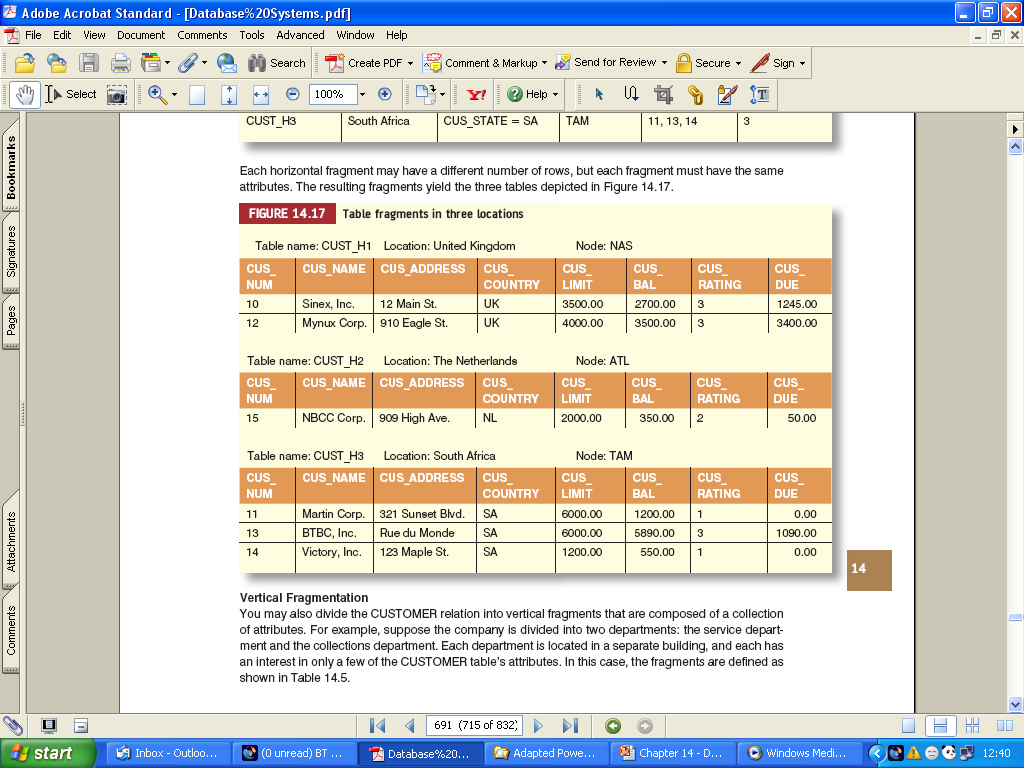 Adobe Acrobat Standard - [Database%20Systems.pdf]
File Edit View Document Comments Tools Advanced Window Help
Search Create PDF Comment & Markup Send for Review Secure Sign
Select 100% Y! Help
Bookmarks
Signatures
Pages
Attachments
Comments
CUST_H3 South Africa CUS_STATE = SA TAM 11, 13, 14 3
Each horizontal fragment may have a different number of rows, but each fragment must have the same
attributes. The resulting fragments yield the three tables depicted in Figure 14.17.
FIGURE 14.17 Table fragments in three locations
Table name: CUST_H1 Location: United Kingdom Node: NAS
CUS_ CUS_NAME CUS_ADDRESS CUS_ CUS_ CUS_ CUS_ CUS_
NUM COUNTRY LIMIT BAL RATING DUE
10 Sinex, Inc. 12 Main St. UK 3500.00 2700.00 3 1245.00
12 Mynux Corp. 910 Eagle St. UK 4000.00 3500.00 3 3400.00
Table name: CUST_H2 Location: The Netherlands Node: ATL
CUS_ CUS_NAME CUS_ADDRESS CUS_ CUS_ CUS_ CUS_ CUS_
NUM COUNTRY LIMIT BAL RATING DUE
15 NBCC Corp. 909 High Ave. NL 2000.00 350.00 2 50.00
Table name: CUST_H3 Location: South Africa Node: TAM
CUS_ CUS_NAME CUS_ADDRESS CUS_ CUS_ CUS_ CUS_ CUS_
NUM COUNTRY LIMIT BAL RATING DUE
11 Martin Corp. 321 Sunset Blvd. SA 6000.00 1200.00 1 0.00
13 BTBC, Inc. Rue du Monde SA 6000.00 5890.00 3 1090.00
14 Victory, Inc. 123 Maple St. SA 1200.00 550.00 1 0.00
14
Vertical Fragmentation
You may also divide the CUSTOMER relation into vertical fragments that are composed of a collection
of attributes. For example, suppose the company is divided into two departments: the service depart-
ment and the collections department. Each department is located in a separate building, and each has
an interest in only a few of the CUSTOMER table's attributes. In this case, the fragments are defined as
shown in Table 14.5.
691 (715 of 832)
start Inbox - Outloo... (0 unread) BT ... Database%20... Adapted Powe... Chapter 14 - D... Windows Medi... 12:40